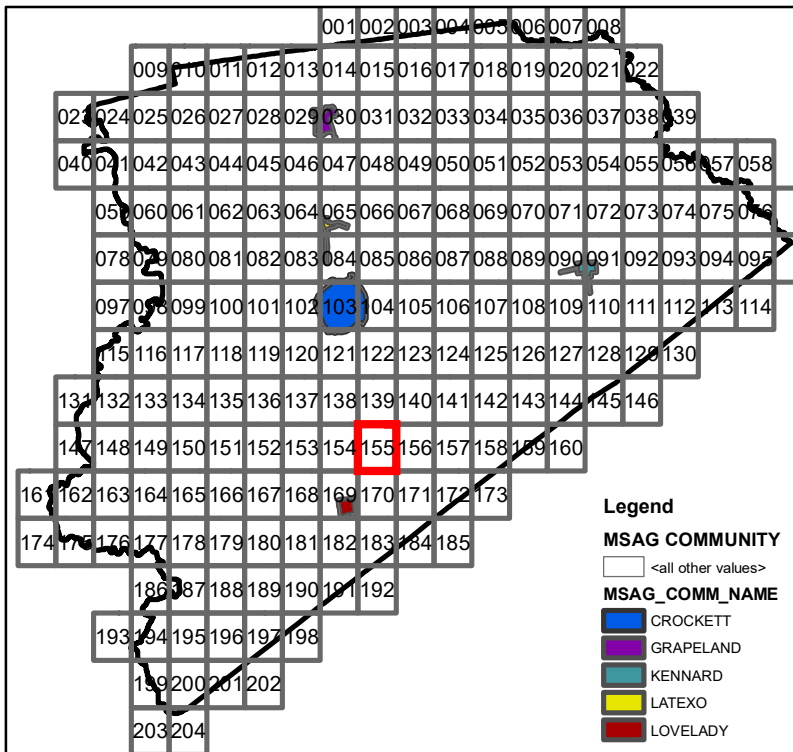 001 002 003 004 005 006 007 008
009 010 011 012 013 014 015 016 017 018 019 020 021 022
023 024 025 026 027 028 029 030 031 032 033 034 035 036 037 038 039
040 041 042 043 044 045 046 047 048 049 050 051 052 053 054 055 056 057 058
059 060 061 062 063 064 065 066 067 068 069 070 071 072 073 074 075 076
078 079 080 081 082 083 084 085 086 087 088 089 090 091 092 093 094 095
097 098 099 100 101 102 103 104 105 106 107 108 109 110 111 112 113 114
115 116 117 118 119 120 121 122 123 124 125 126 127 128 129 130
131 132 133 134 135 136 137 138 139 140 141 142 143 144 145 146
147 148 149 150 151 152 153 154 155 156 157 158 159 160
161 162 163 164 165 166 167 168 169 170 171 172 173
174 175 176 177 178 179 180 181 182 183 184 185
186 187 188 189 190 191 192
193 194 195 196 197 198
199 200 201 202
203 204
Legend
MSAG COMMUNITY
<all other values>
MSAG_COMM_NAME
CROCKETT
GRAPELAND
KENNARD
LATEXO
LOVELADY